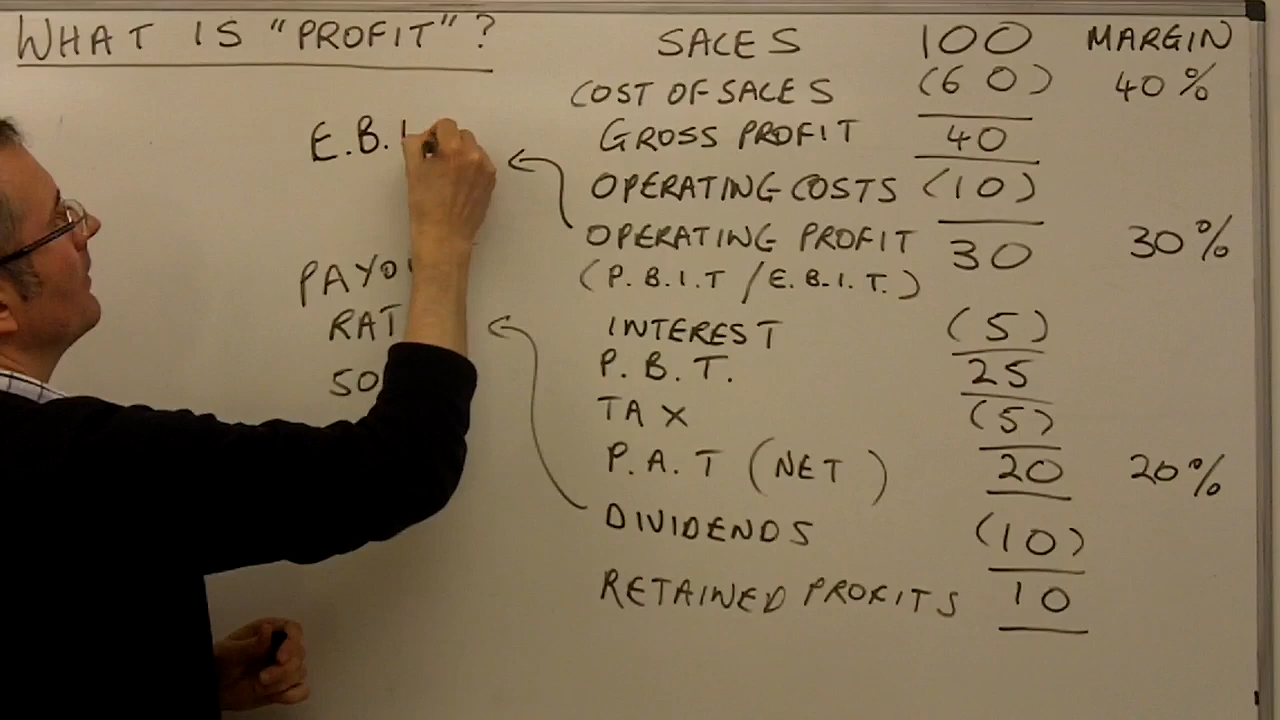 WHAT IS "PROFIT"?
SALES 100 MARGIN
COST OF SALES (60) 40%
GROSS PROFIT 40
OPERATING COSTS (10)
OPERATING PROFIT 30 30%
(P.B.I.T / E.B.I.T.)
INTEREST (5)
P.B.T. 25
TAX (5)
P.A.T (NET) 20 20%
DIVIDENDS (10)
RETAINED PROFITS 10
E.B.
50